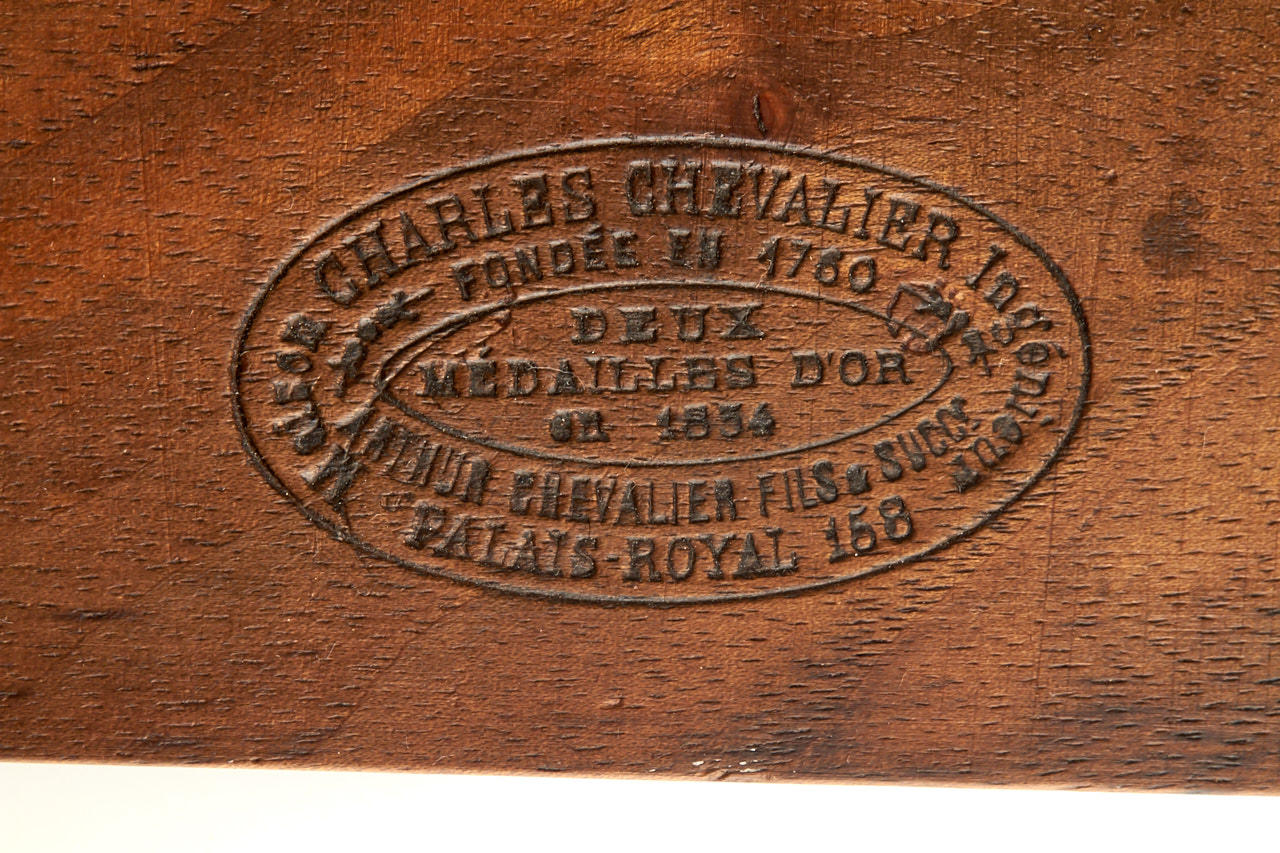 Maison CHARLES CHEVALIER Ingénieur
FONDÉE EN 1760
DEUX
MÉDAILLES D'OR
en 1834
ARTHUR CHEVALIER FILS & SUCCR
PALAIS-ROYAL 158